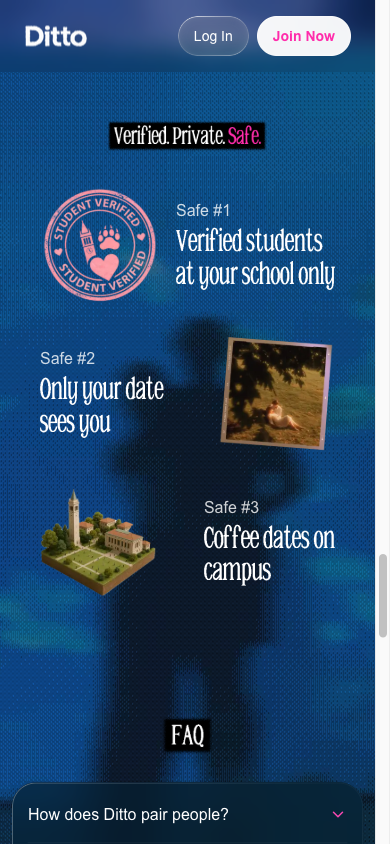 Ditto
Log In
Join Now
Verified. Private. Safe.
STUDENT VERIFIED
STUDENT VERIFIED
Safe #1
Verified students
at your school only
Safe #2
Only your date
sees you
Safe #3
Coffee dates on
campus
FAQ
How does Ditto pair people?